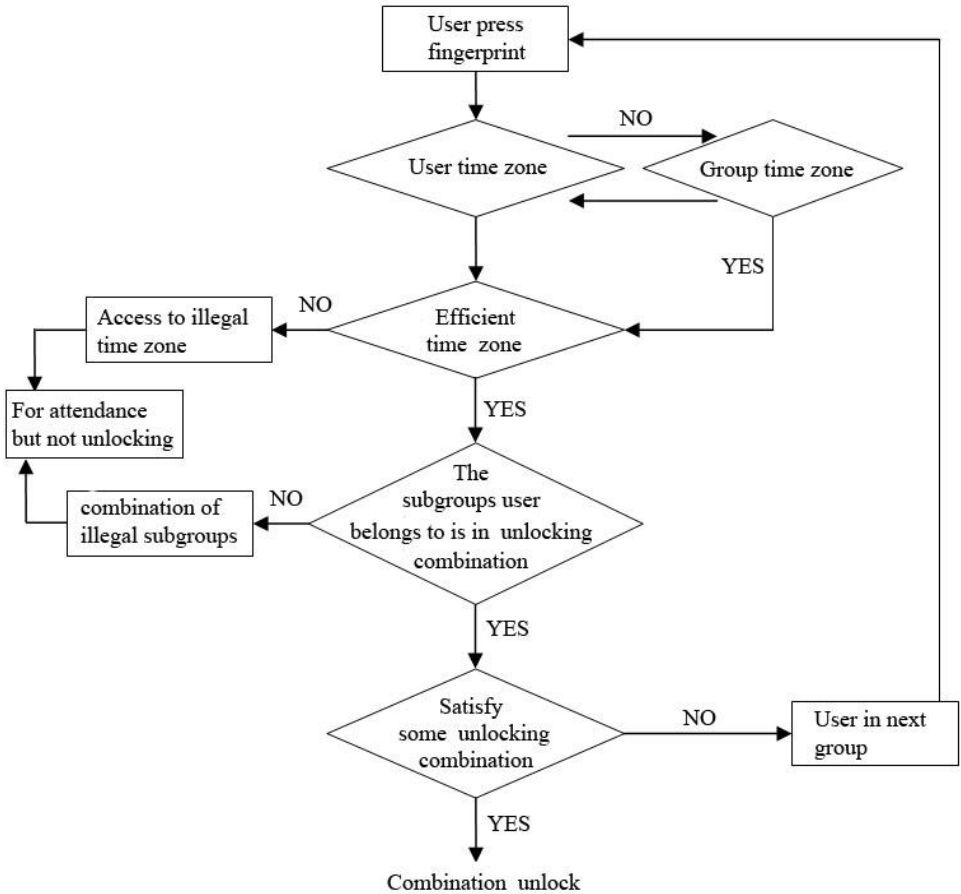 User press
fingerprint
NO
User time zone
Group time zone
YES
NO
Efficient
time zone
Access to illegal
time zone
YES
For attendance
but not unlocking
The
subgroups user
belongs to is in unlocking
combination
NO
combination of
illegal subgroups
YES
Satisfy
some unlocking
combination
NO
User in next
group
YES
Combination unlock